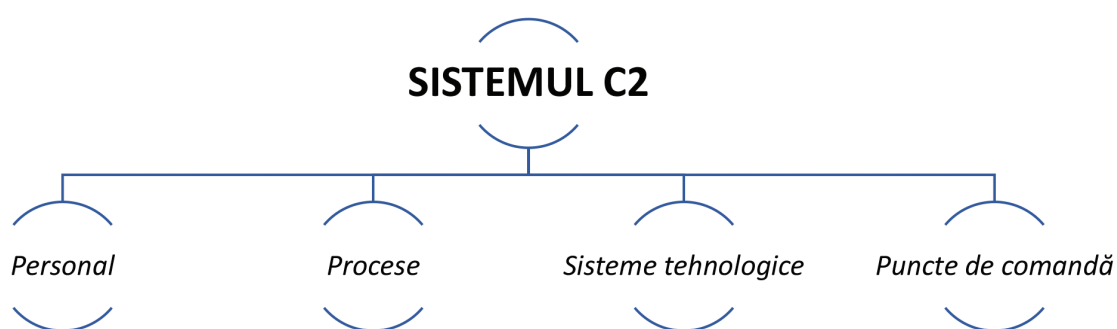 SISTEMUL C2
Personal
Procese
Sisteme tehnologice
Puncte de comandă